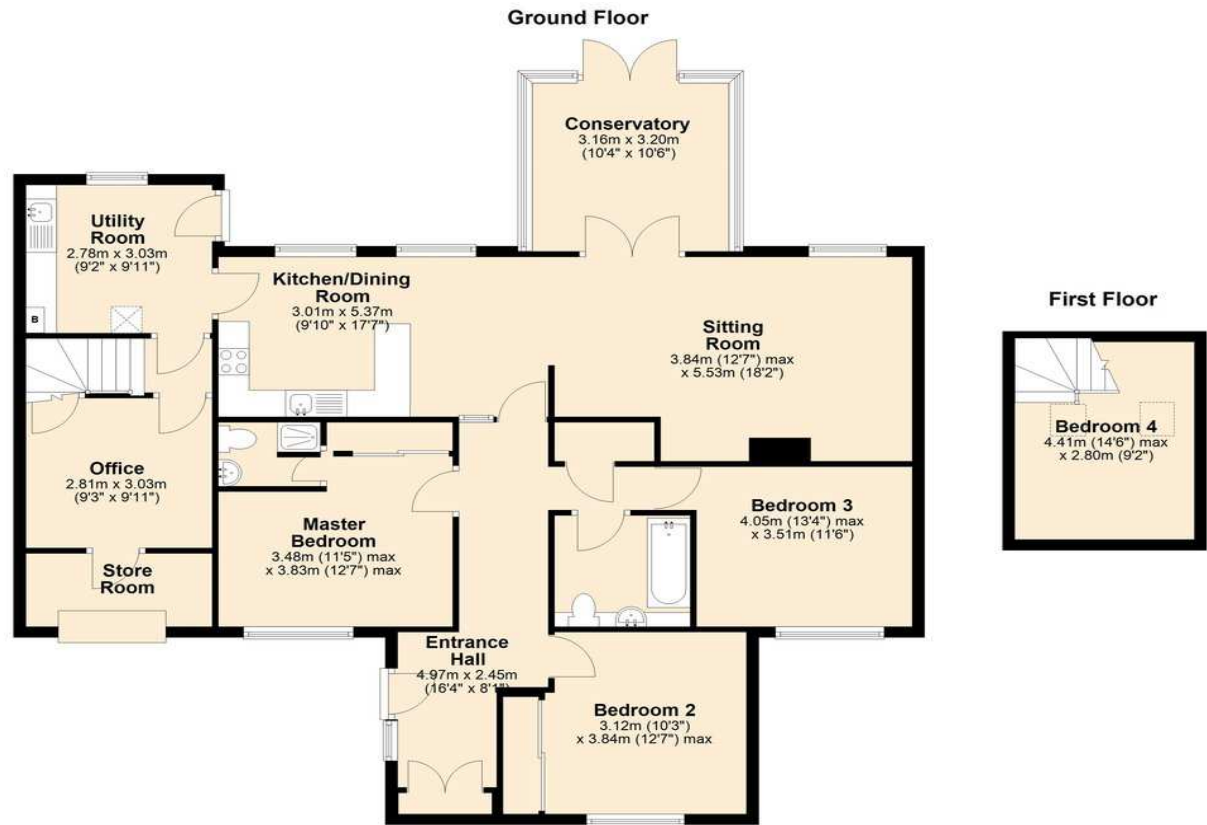 Ground Floor
Conservatory
3.16m x 3.20m
(10'4" x 10'6")
Utility
Room
2.78m x 3.03m
(9'2" x 9'11")
B
Kitchen/Dining
Room
3.01m x 5.37m
(9'10" x 17'7")
Sitting
Room
3.84m (12'7") max
x 5.53m (18'2")
Office
2.81m x 3.03m
(9'3" x 9'11")
Store
Room
Master
Bedroom
3.48m (11'5") max
x 3.83m (12'7") max
Bedroom 3
4.05m (13'4") max
x 3.51m (11'6")
Entrance
Hall
4.97m x 2.45m
(16'4" x 8'1")
Bedroom 2
3.12m (10'3")
x 3.84m (12'7") max
First Floor
Bedroom 4
4.41m (14'6") max
x 2.80m (9'2")